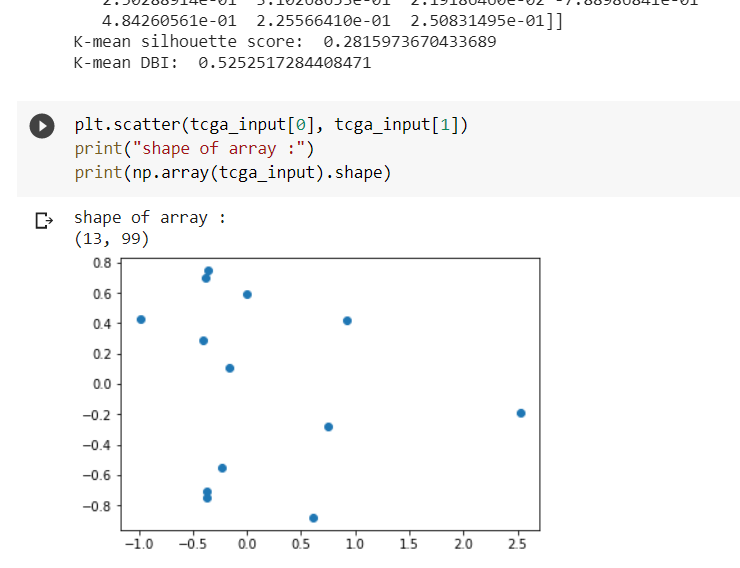 4.84260561e-01 2.25566410e-01 2.50831495e-01]]
K-mean silhouette score: 0.2815973670433689
K-mean DBI: 0.5252517284408471
plt.scatter(tcga_input[0], tcga_input[1])
print("shape of array :")
print(np.array(tcga_input).shape)
shape of array :
(13, 99)
0.8
0.6
0.4
0.2
0.0
−0.2
−0.4
−0.6
−0.8
−1.0 −0.5 0.0 0.5 1.0 1.5 2.0 2.5